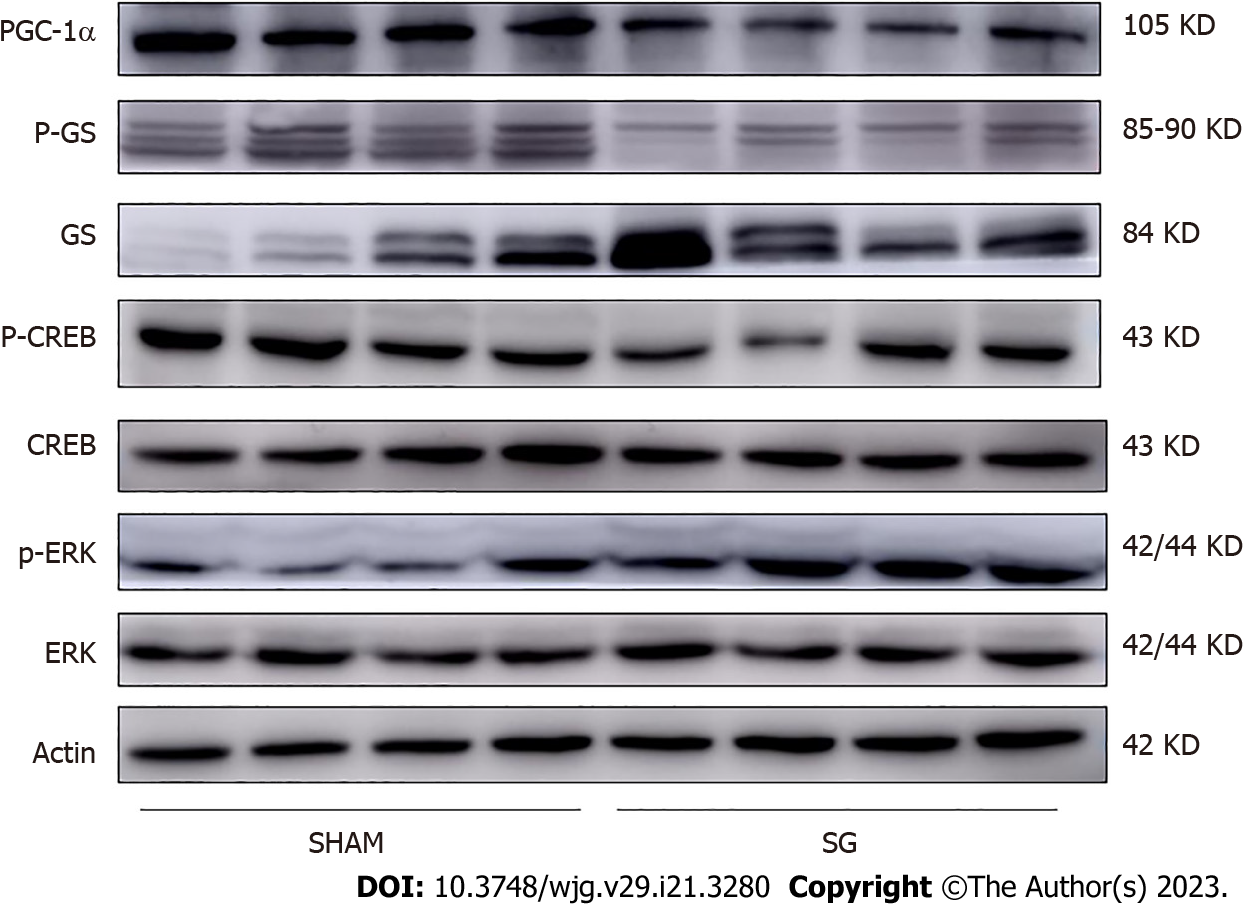 PGC-1α 105 KD
P-GS 85-90 KD
GS 84 KD
P-CREB 43 KD
CREB 43 KD
p-ERK 42/44 KD
ERK 42/44 KD
Actin 42 KD
SHAM SG
DOI: 10.3748/wjg.v29.i21.3280 Copyright ©The Author(s) 2023.